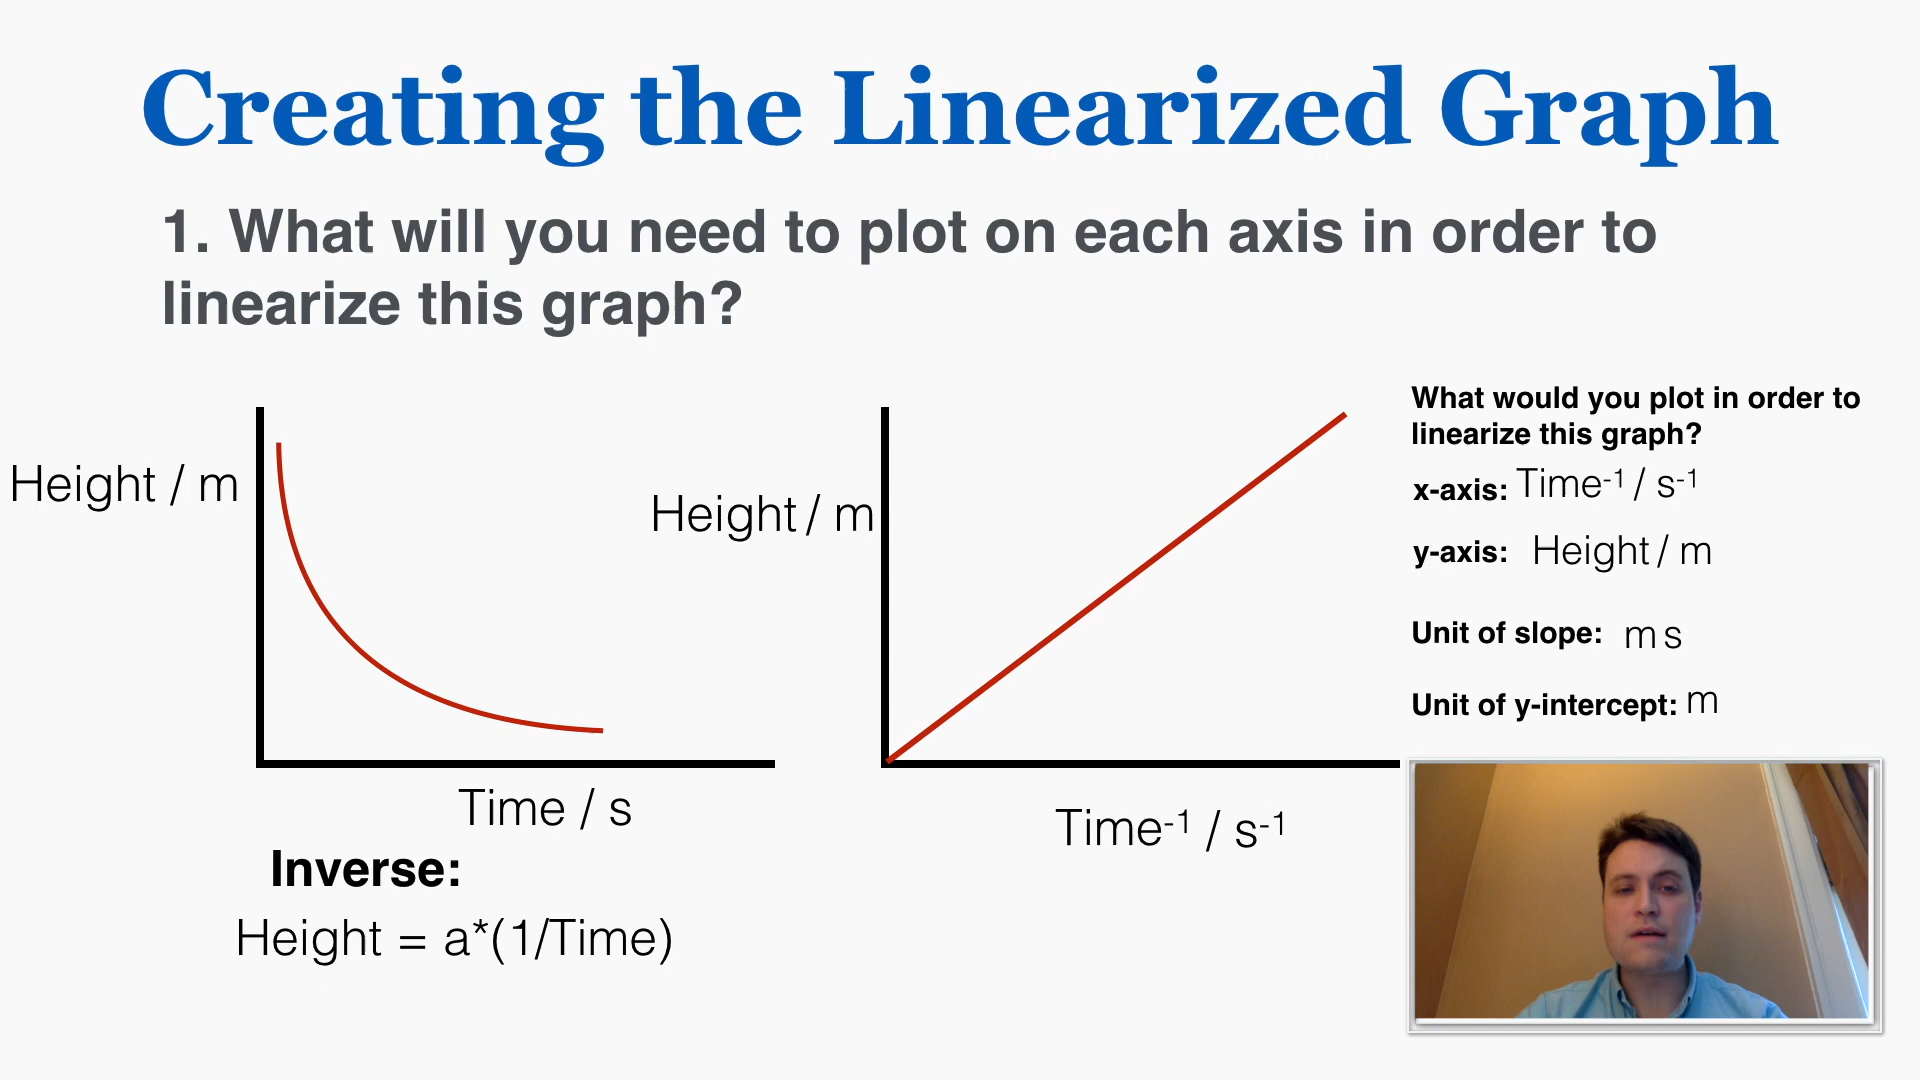 Creating the Linearized Graph
1. What will you need to plot on each axis in order to
linearize this graph?
Height / m
Time / s
Inverse:
Height = a*(1/Time)
Height / m
Time⁻¹ / s⁻¹
What would you plot in order to
linearize this graph?
x-axis: Time⁻¹ / s⁻¹
y-axis: Height / m
Unit of slope: m s
Unit of y-intercept: m